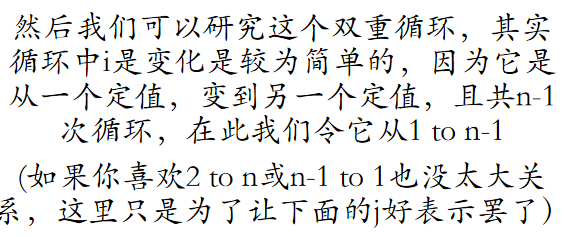 然后我们可以研究这个双重循环，其实
循环中i是变化是较为简单的，因为它是
从一个定值，变到另一个定值，且共n-1
次循环，在此我们令它从1 to n-1
(如果你喜欢2 to n或n-1 to 1也没太大关
系，这里只是为了让下面的j好表示罢了)